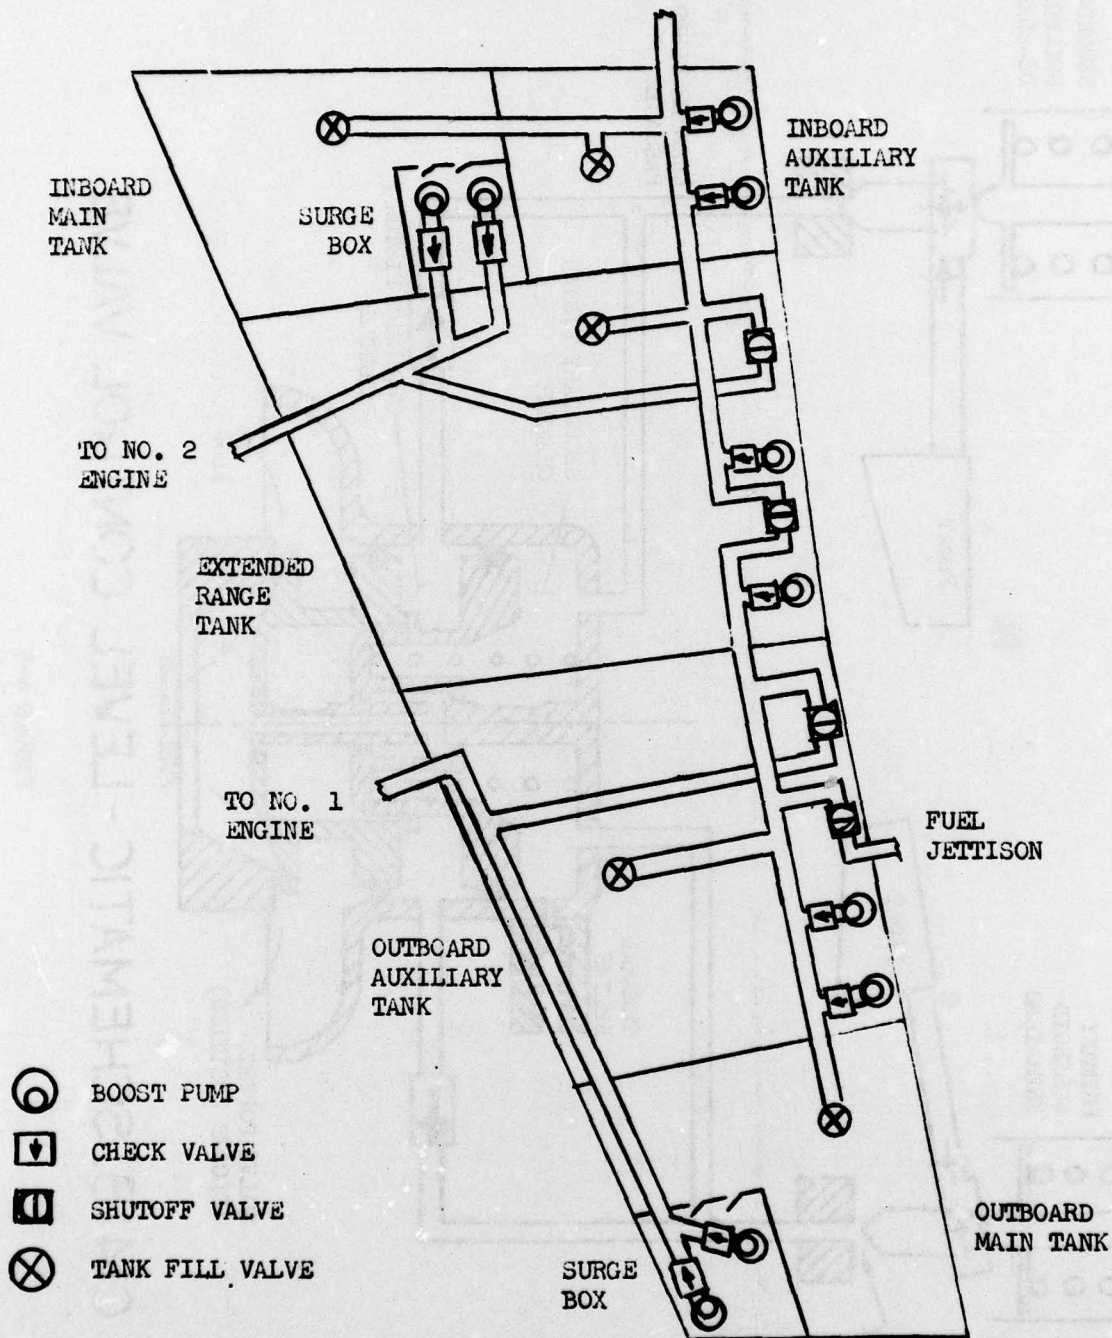 INBOARD
MAIN
TANK
SURGE
BOX
INBOARD
AUXILIARY
TANK
TO NO. 2
ENGINE
EXTENDED
RANGE
TANK
TO NO. 1
ENGINE
FUEL
JETTISON
OUTBOARD
AUXILIARY
TANK
BOOST PUMP
CHECK VALVE
SHUTOFF VALVE
TANK FILL VALVE
SURGE
BOX
OUTBOARD
MAIN TANK